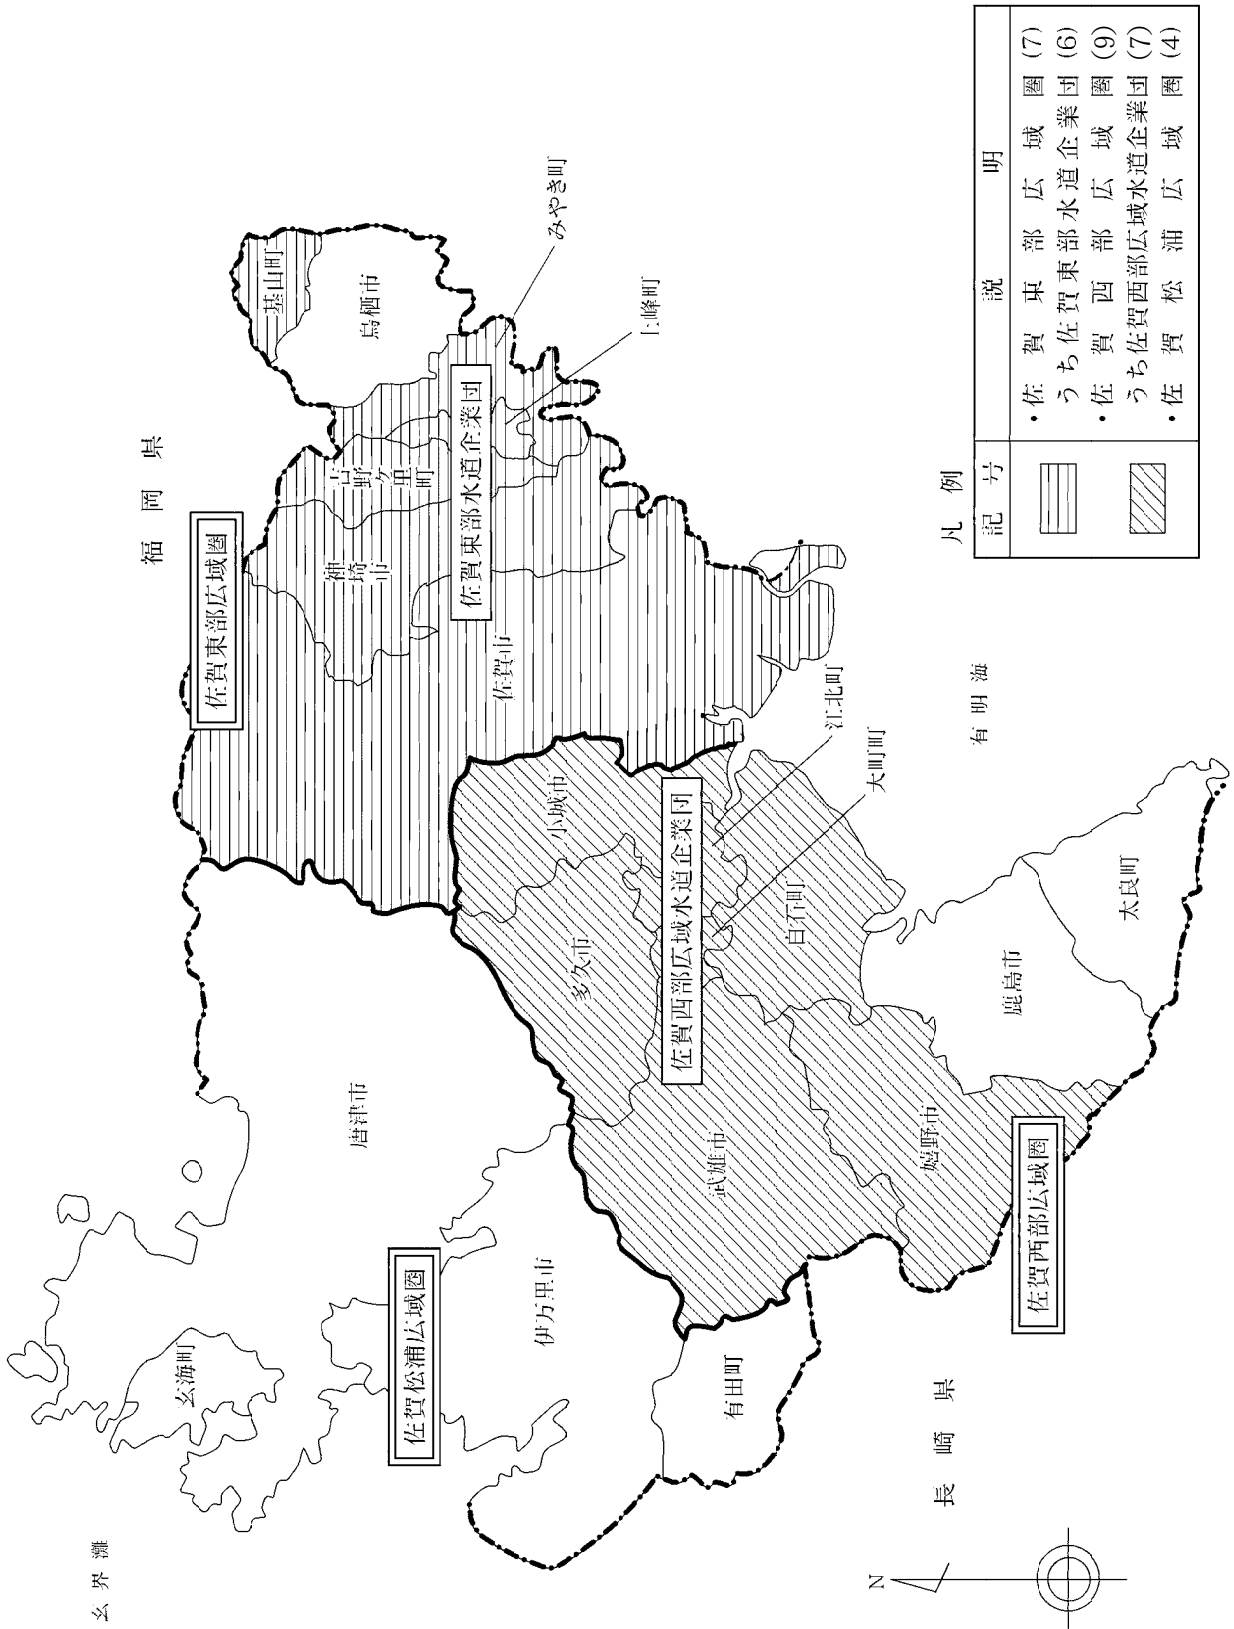 玄界灘
福岡県
佐賀東部広域圏
基山町
鳥栖市
みやき町
上峰町
吉野ヶ里町
神埼市
佐賀東部水道企業団
佐賀市
唐津市
玄海町
佐賀松浦広域圏
伊万里市
有田町
小城市
多久市
佐賀西部広域水道企業団
江北町
大町町
白石町
武雄市
嬉野市
鹿島市
太良町
佐賀西部広域圏
有明海
長崎県
N
凡例
記号 説明
・佐賀東部広域圏(7)
うち佐賀東部水道企業団(6)
・佐賀西部広域圏(9)
うち佐賀西部広域水道企業団(7)
・佐賀松浦広域圏(4)